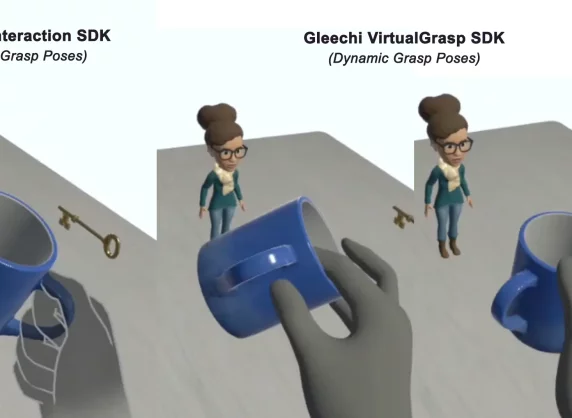 nteraction SDK
Grasp Poses)
Gleechi VirtualGrasp SDK
(Dynamic Grasp Poses)